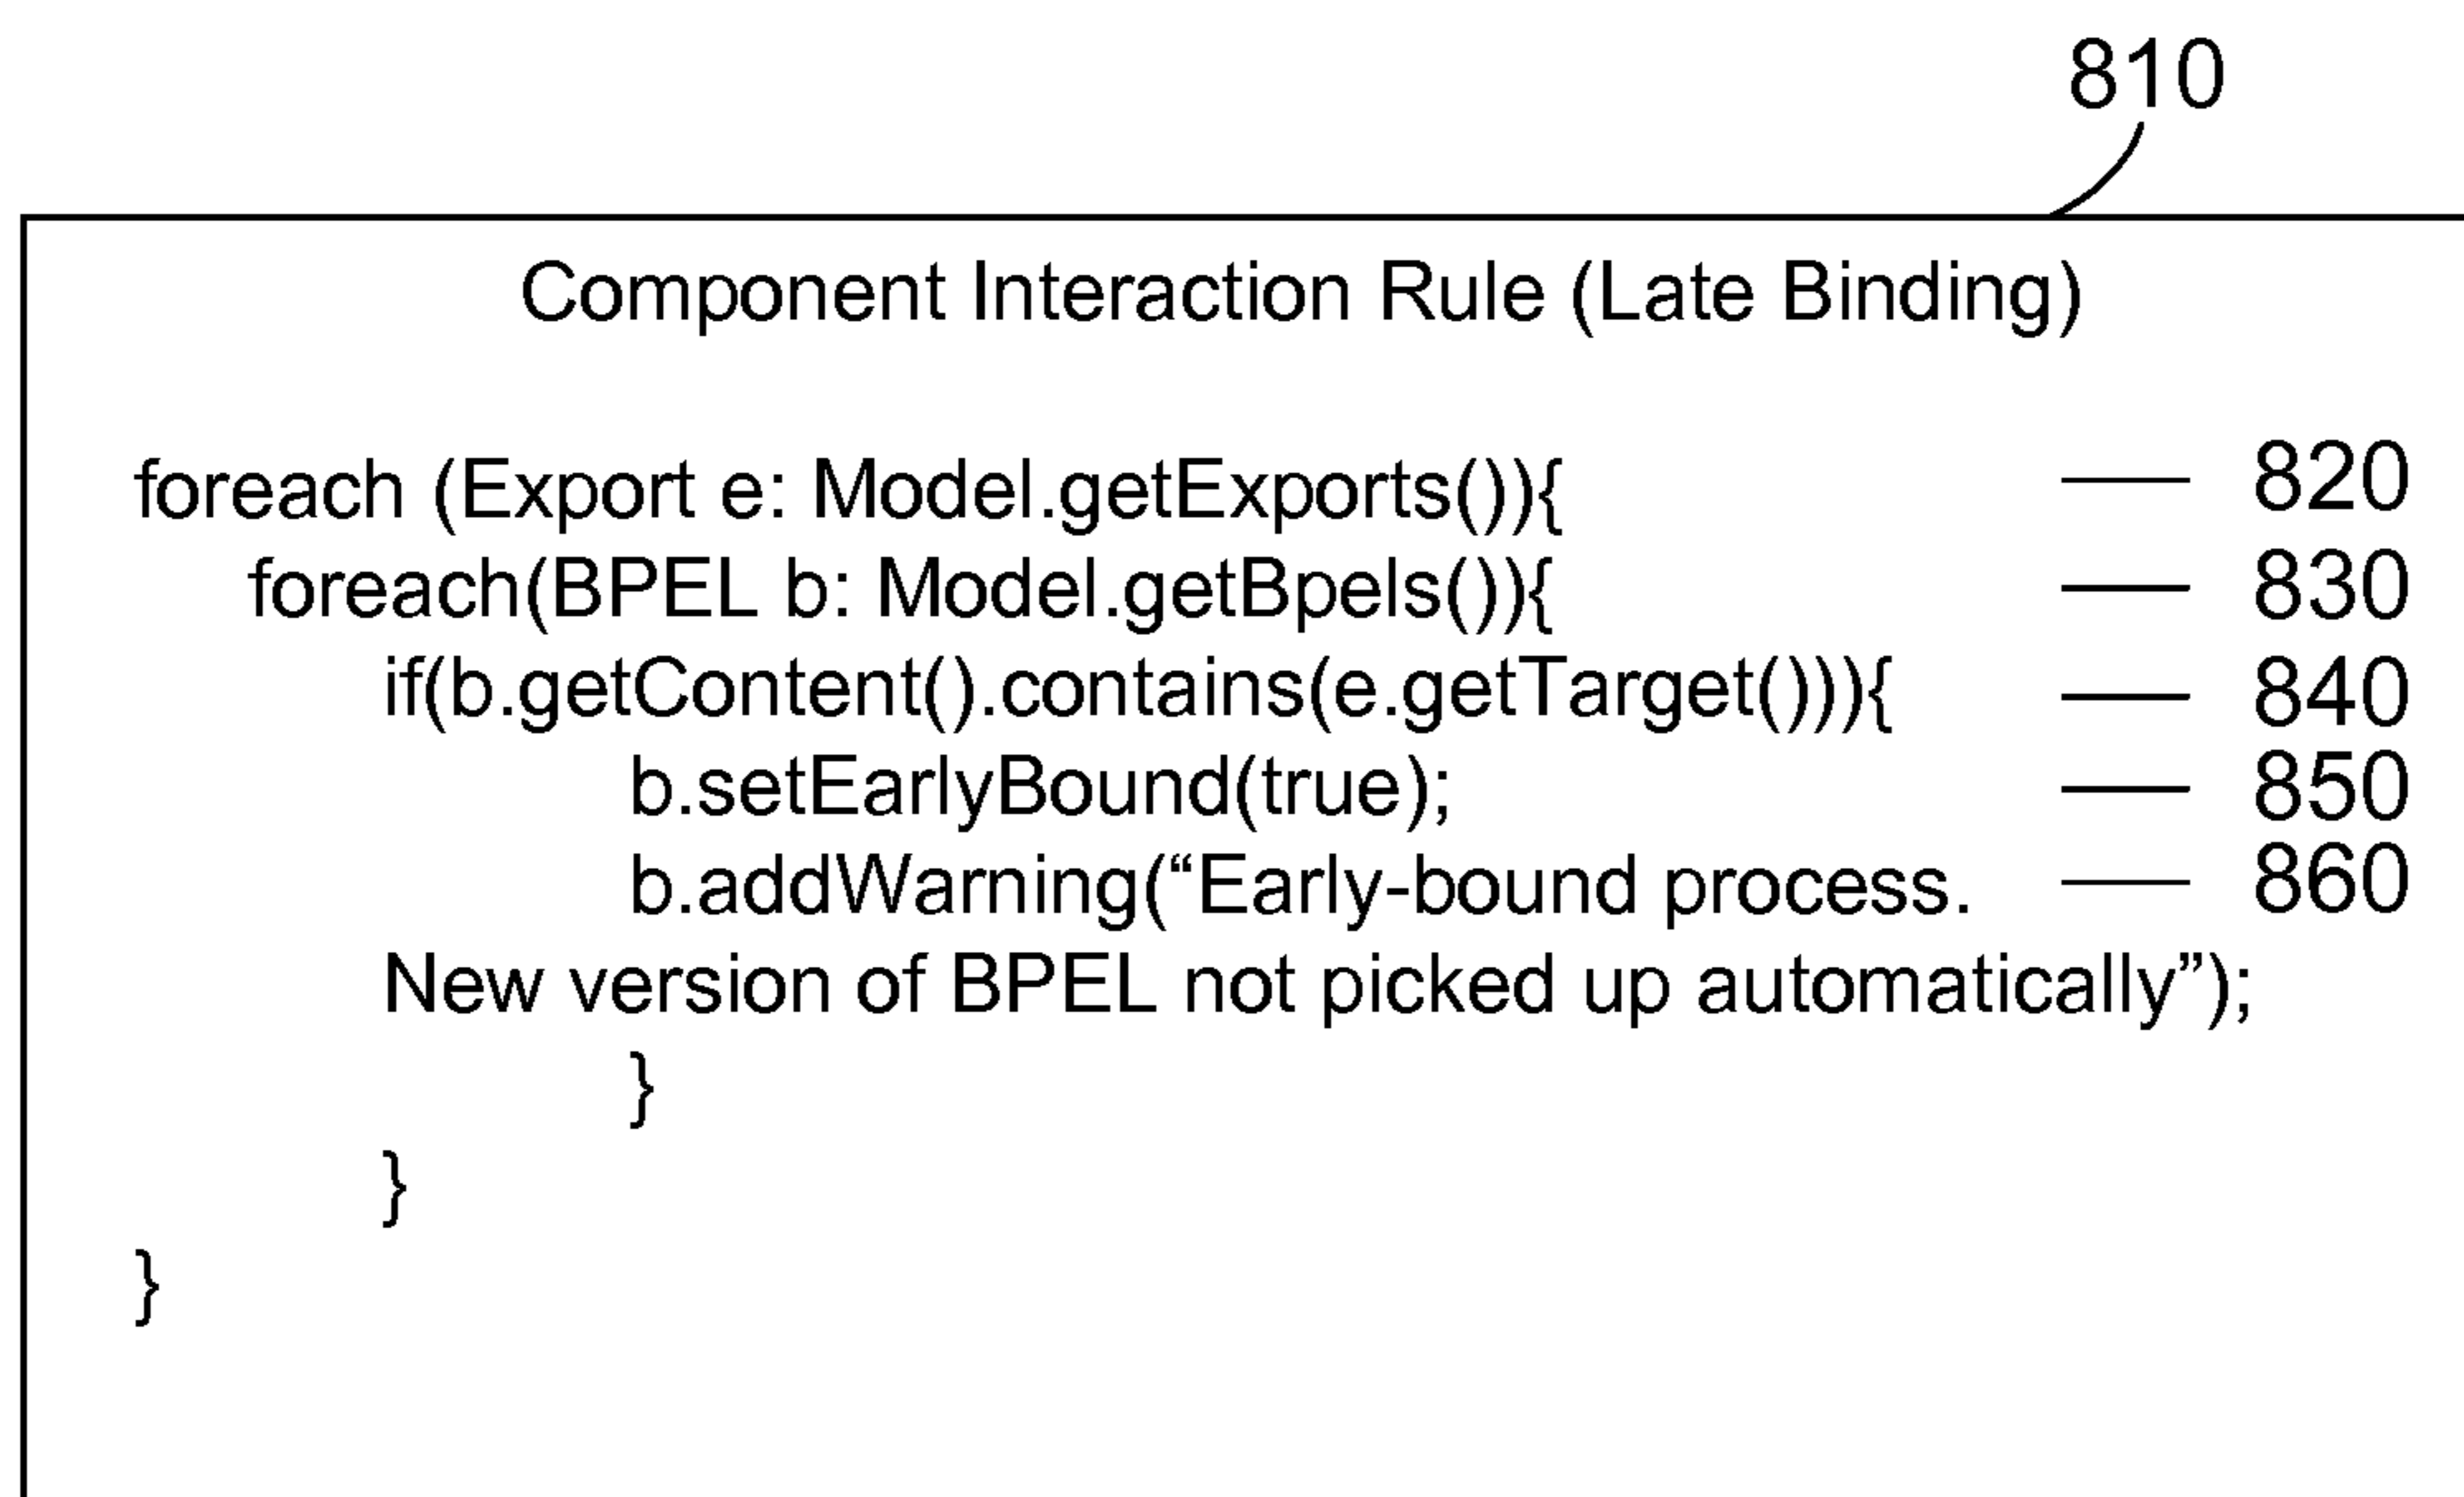 810
Component Interaction Rule (Late Binding)
foreach (Export e: Model.getExports()){ — 820
foreach(BPEL b: Model.getBpels()){ — 830
if(b.getContent().contains(e.getTarget())){ — 840
b.setEarlyBound(true); — 850
b.addWarning(“Early-bound process. — 860
New version of BPEL not picked up automatically”);
}
}
}